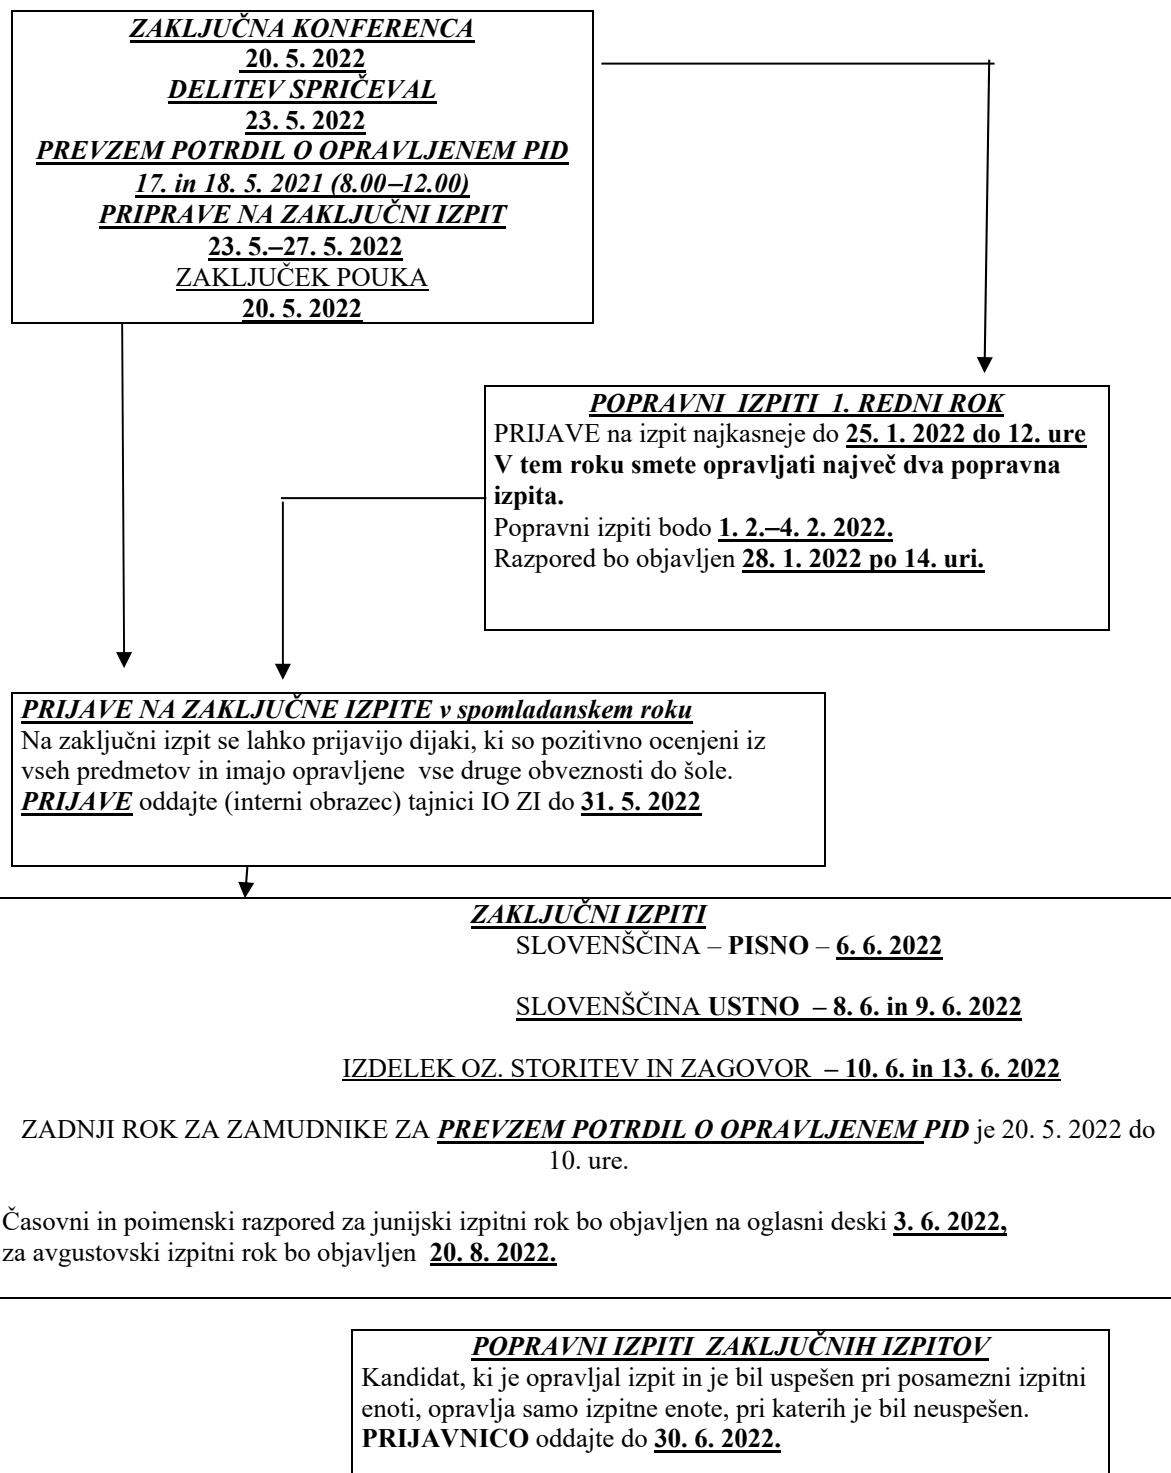 ZAKLJUČNA KONFERENCA
20. 5. 2022
DELITEV SPRIČEVAL
23. 5. 2022
PREVZEM POTRDIL O OPRAVLJENEM PID
17. in 18. 5. 2021 (8.00–12.00)
PRIPRAVE NA ZAKLJUČNI IZPIT
23. 5.–27. 5. 2022
ZAKLJUČEK POUKA
20. 5. 2022
POPRAVNI IZPITI 1. REDNI ROK
PRIJAVE na izpit najkasneje do 25. 1. 2022 do 12. ure
V tem roku smete opravljati največ dva popravna
izpita.
Popravni izpiti bodo 1. 2.–4. 2. 2022.
Razpored bo objavljen 28. 1. 2022 po 14. uri.
PRIJAVE NA ZAKLJUČNE IZPITE v spomladanskem roku
Na zaključni izpit se lahko prijavijo dijaki, ki so pozitivno ocenjeni iz
vseh predmetov in imajo opravljene vse druge obveznosti do šole.
PRIJAVE oddajte (interni obrazec) tajnici IO ZI do 31. 5. 2022
ZAKLJUČNI IZPITI
SLOVENŠČINA – PISNO – 6. 6. 2022
SLOVENŠČINA USTNO – 8. 6. in 9. 6. 2022
IZDELEK OZ. STORITEV IN ZAGOVOR – 10. 6. in 13. 6. 2022
ZADNJI ROK ZA ZAMUDNIKE ZA PREVZEM POTRDIL O OPRAVLJENEM PID je 20. 5. 2022 do
10. ure.
Časovni in poimenski razpored za junijski izpitni rok bo objavljen na oglasni deski 3. 6. 2022,
za avgustovski izpitni rok bo objavljen 20. 8. 2022.
POPRAVNI IZPITI ZAKLJUČNIH IZPITOV
Kandidat, ki je opravljal izpit in je bil uspešen pri posamezni izpitni
enoti, opravlja samo izpitne enote, pri katerih je bil neuspešen.
PRIJAVNICO oddajte do 30. 6. 2022.